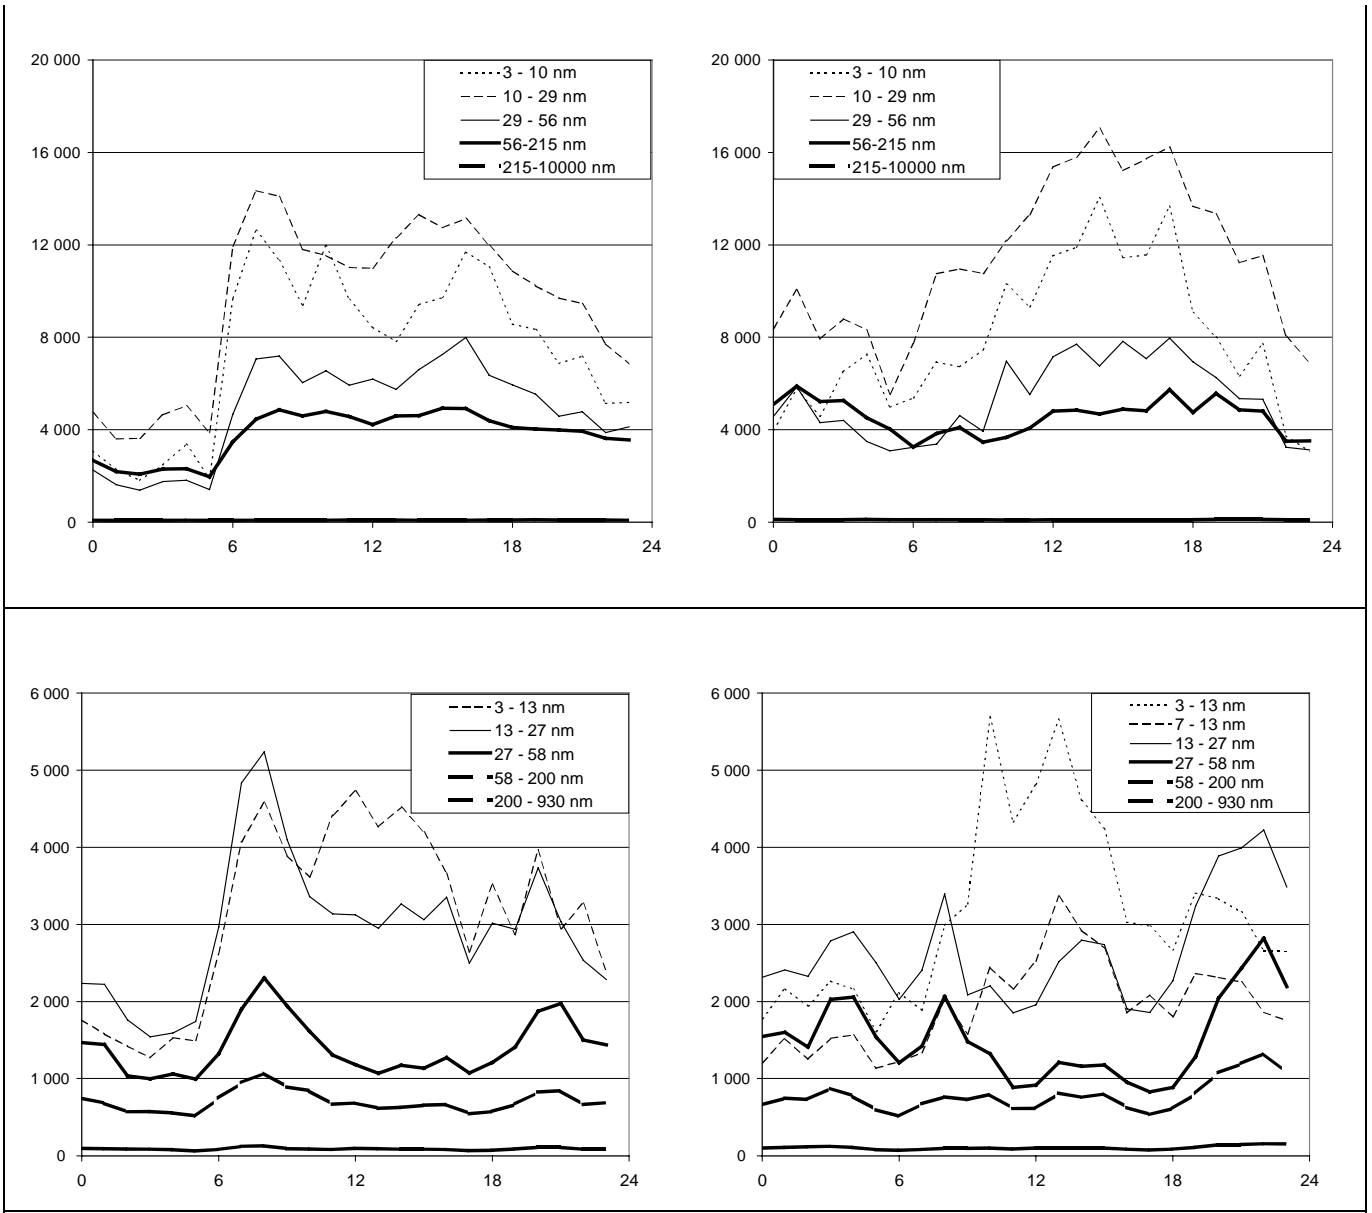 20 000
16 000
12 000
8 000
4 000
0
0 6 12 18 24
3 - 10 nm
10 - 29 nm
29 - 56 nm
56-215 nm
215-10000 nm
20 000
16 000
12 000
8 000
4 000
0
0 6 12 18 24
3 - 10 nm
10 - 29 nm
29 - 56 nm
56-215 nm
215-10000 nm
6 000
5 000
4 000
3 000
2 000
1 000
0
0 6 12 18 24
3 - 13 nm
13 - 27 nm
27 - 58 nm
58 - 200 nm
200 - 930 nm
6 000
5 000
4 000
3 000
2 000
1 000
0
0 6 12 18 24
3 - 13 nm
7 - 13 nm
13 - 27 nm
27 - 58 nm
58 - 200 nm
200 - 930 nm